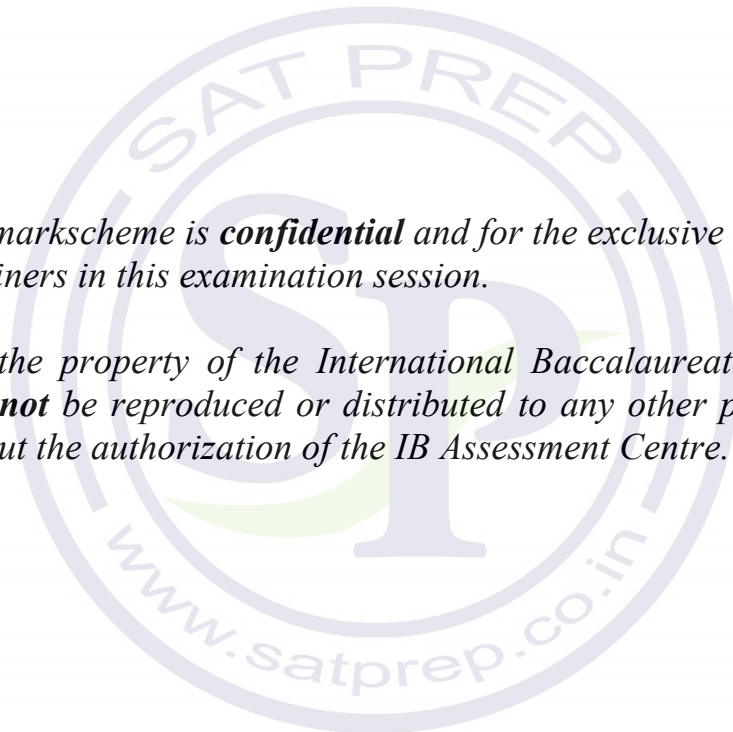 SAT PREP
markscheme is confidential and for the exclusive
iners in this examination session.
the property of the International Baccalaureat
not be reproduced or distributed to any other p
ut the authorization of the IB Assessment Centre.
SP
www.satprep.co.in